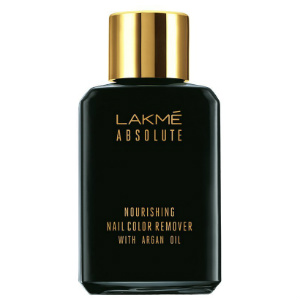 LAKMÉ
ABSOLUTE
NOURISHING
NAIL COLOR REMOVER
WITH ARGAN OIL